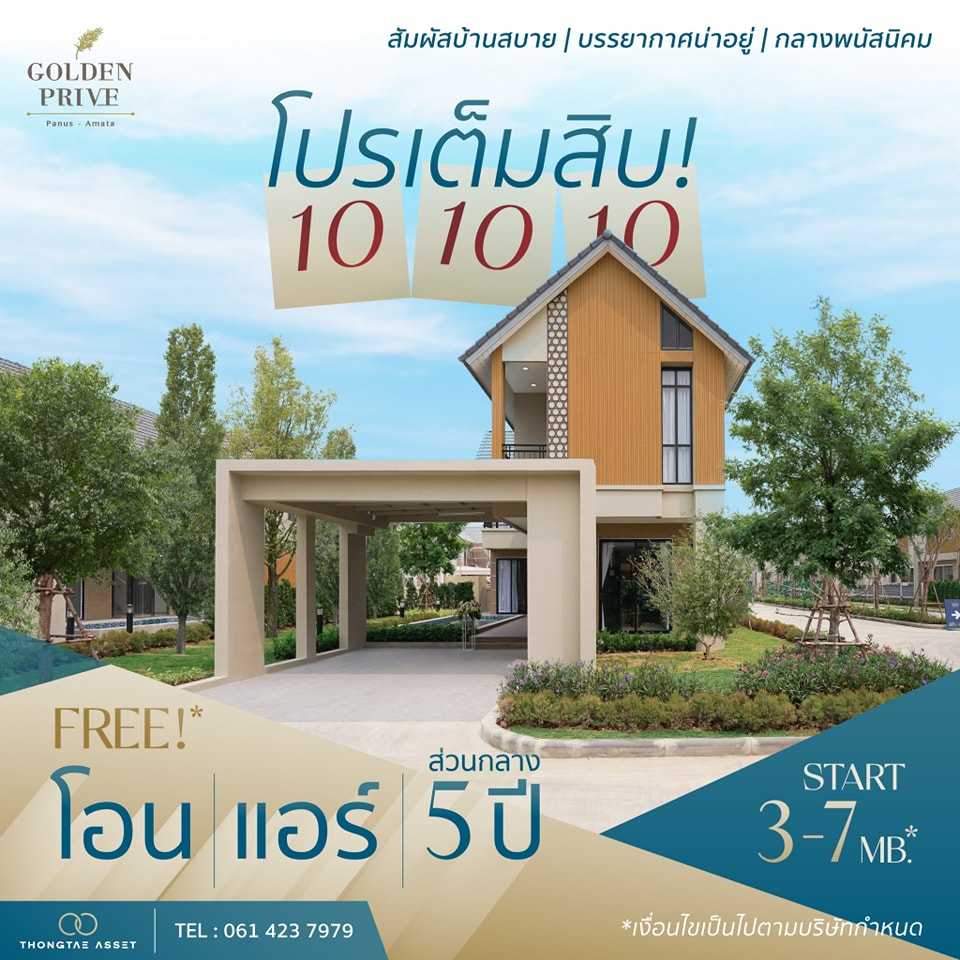 GOLDEN
PRIVE
Panus - Amata
สัมผัสบ้านสบาย | บรรยากาศน่าอยู่ | กลางพนัสนิคม
โปรเต็มสิบ!
10 10 10
FREE!*
โอน | แอร์ | ส่วนกลาง 5 ปี
START
3-7 MB.*
THONGTAE ASSET
TEL : 061 423 7979
*เงื่อนไขเป็นไปตามบริษัทกำหนด